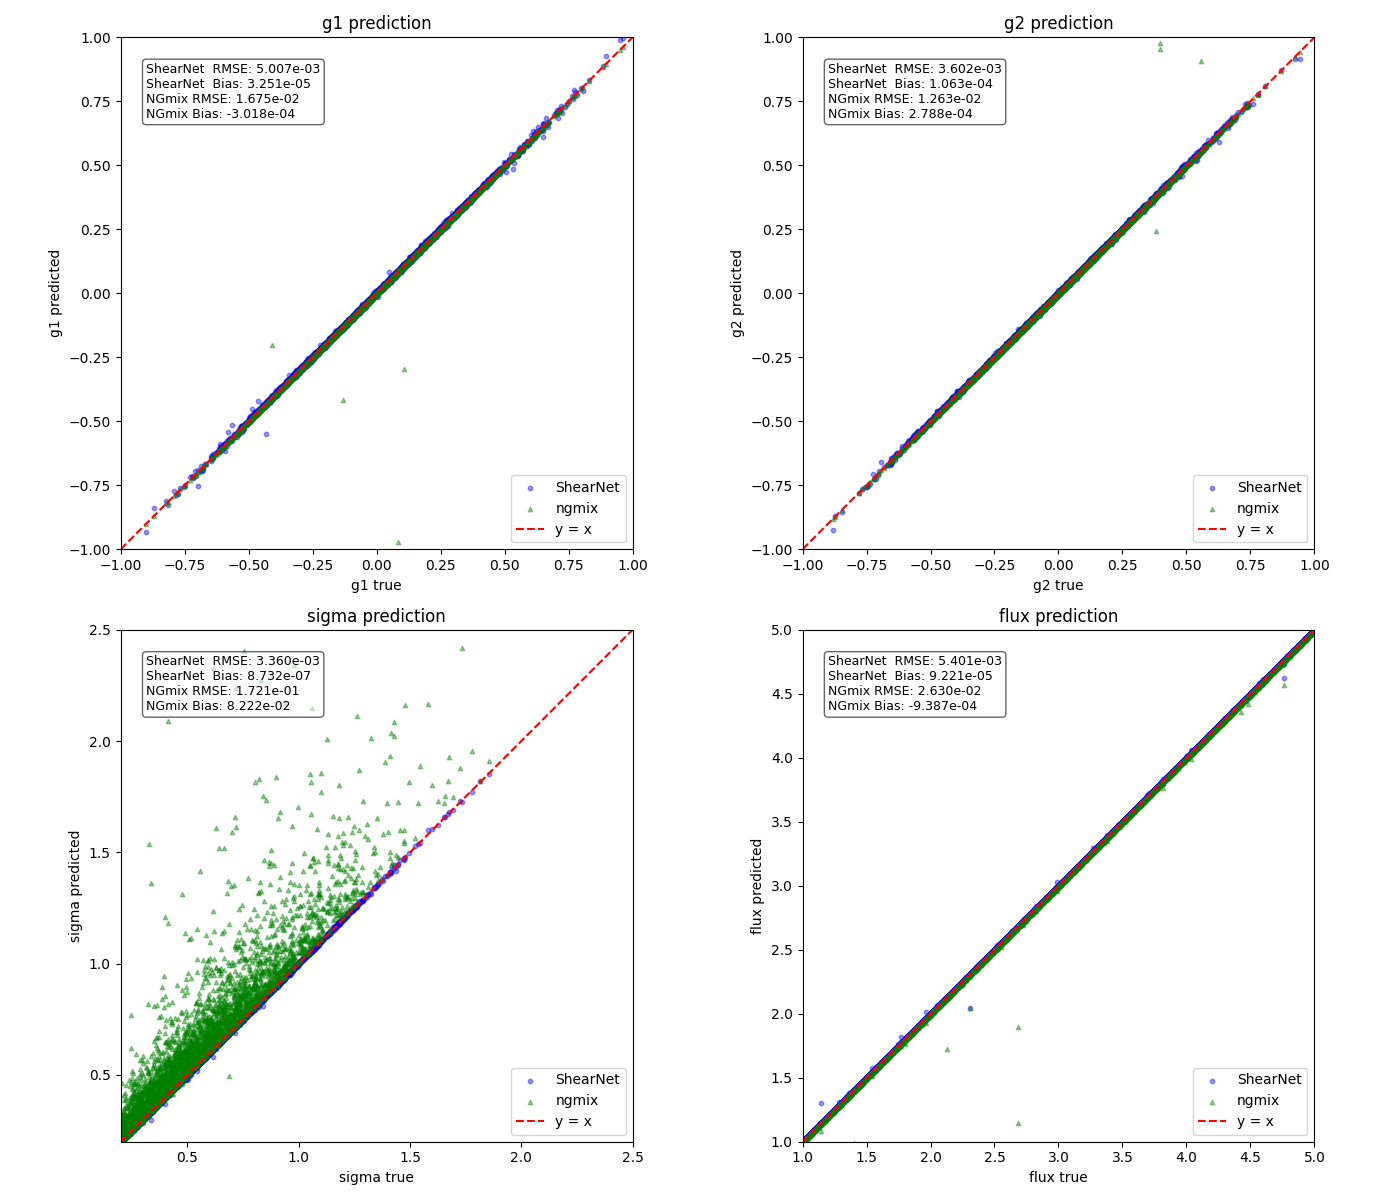 g1 prediction
ShearNet  RMSE: 5.007e-03
ShearNet  Bias: 3.251e-05
NGmix RMSE: 1.675e-02
NGmix Bias: -3.018e-04
1.00
0.75
0.50
0.25
0.00
−0.25
−0.50
−0.75
−1.00
g1 predicted
ShearNet
ngmix
y = x
−1.00 −0.75 −0.50 −0.25 0.00 0.25 0.50 0.75 1.00
g1 true
g2 prediction
ShearNet  RMSE: 3.602e-03
ShearNet  Bias: 1.063e-04
NGmix RMSE: 1.263e-02
NGmix Bias: 2.788e-04
1.00
0.75
0.50
0.25
0.00
−0.25
−0.50
−0.75
−1.00
g2 predicted
ShearNet
ngmix
y = x
−1.00 −0.75 −0.50 −0.25 0.00 0.25 0.50 0.75 1.00
g2 true
sigma prediction
ShearNet  RMSE: 3.360e-03
ShearNet  Bias: 8.732e-07
NGmix RMSE: 1.721e-01
NGmix Bias: 8.222e-02
2.5
2.0
1.5
1.0
0.5
sigma predicted
ShearNet
ngmix
y = x
0.5 1.0 1.5 2.0 2.5
sigma true
flux prediction
ShearNet  RMSE: 5.401e-03
ShearNet  Bias: 9.221e-05
NGmix RMSE: 2.630e-02
NGmix Bias: -9.387e-04
5.0
4.5
4.0
3.5
3.0
2.5
2.0
1.5
1.0
flux predicted
ShearNet
ngmix
y = x
1.0 1.5 2.0 2.5 3.0 3.5 4.0 4.5 5.0
flux true